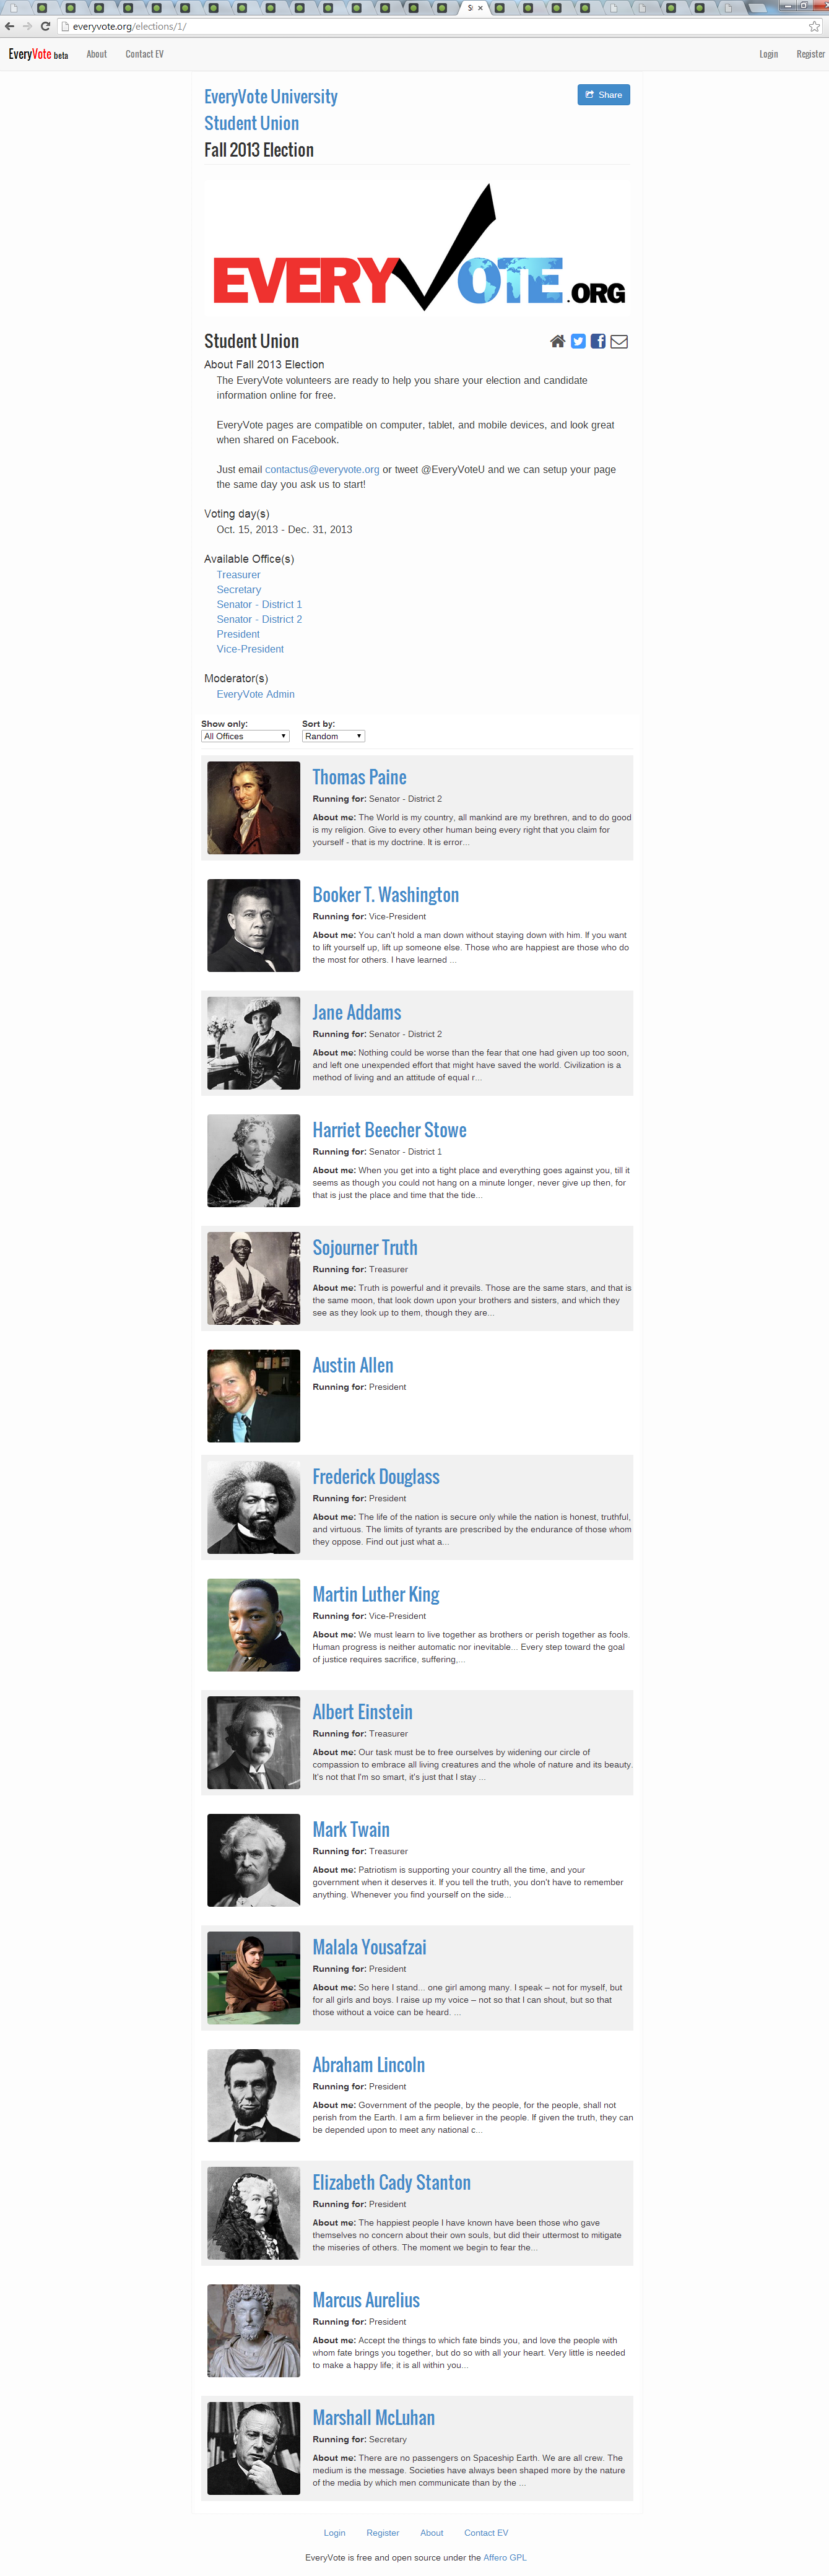 S
everyvote.org/elections/1/
EveryVote beta About Contact EV Login Register
EveryVote University
Share
Student Union
Fall 2013 Election
EVERYVOTE.ORG
Student Union
About Fall 2013 Election
The EveryVote volunteers are ready to help you share your election and candidate
information online for free.
EveryVote pages are compatible on computer, tablet, and mobile devices, and look great
when shared on Facebook.
Just email contactus@everyvote.org or tweet @EveryVoteU and we can setup your page
the same day you ask us to start!
Voting day(s)
Oct. 15, 2013 - Dec. 31, 2013
Available Office(s)
Treasurer
Secretary
Senator - District 1
Senator - District 2
President
Vice-President
Moderator(s)
EveryVote Admin
Show only: Sort by:
All Offices Random
Thomas Paine
Running for: Senator - District 2
About me: The World is my country, all mankind are my brethren, and to do good
is my religion. Give to every other human being every right that you claim for
yourself - that is my doctrine. It is error...
Booker T. Washington
Running for: Vice-President
About me: You can't hold a man down without staying down with him. If you want
to lift yourself up, lift up someone else. Those who are happiest are those who do
the most for others. I have learned ...
Jane Addams
Running for: Senator - District 2
About me: Nothing could be worse than the fear that one had given up too soon,
and left one unexpended effort that might have saved the world. Civilization is a
method of living and an attitude of equal r...
Harriet Beecher Stowe
Running for: Senator - District 1
About me: When you get into a tight place and everything goes against you, till it
seems as though you could not hang on a minute longer, never give up then, for
that is just the place and time that the tide...
Sojourner Truth
Running for: Treasurer
About me: Truth is powerful and it prevails. Those are the same stars, and that is
the same moon, that look down upon your brothers and sisters, and which they
see as they look up to them, though they are...
Austin Allen
Running for: President
Frederick Douglass
Running for: President
About me: The life of the nation is secure only while the nation is honest, truthful,
and virtuous. The limits of tyrants are prescribed by the endurance of those whom
they oppose. Find out just what a...
Martin Luther King
Running for: Vice-President
About me: We must learn to live together as brothers or perish together as fools.
Human progress is neither automatic nor inevitable... Every step toward the goal
of justice requires sacrifice, suffering,...
Albert Einstein
Running for: Treasurer
About me: Our task must be to free ourselves by widening our circle of
compassion to embrace all living creatures and the whole of nature and its beauty.
It's not that I'm so smart, it's just that I stay ...
Mark Twain
Running for: Treasurer
About me: Patriotism is supporting your country all the time, and your
government when it deserves it. If you tell the truth, you don't have to remember
anything. Whenever you find yourself on the side...
Malala Yousafzai
Running for: President
About me: So here I stand... one girl among many. I speak – not for myself, but
for all girls and boys. I raise up my voice – not so that I can shout, but so that
those without a voice can be heard. ...
Abraham Lincoln
Running for: President
About me: Government of the people, by the people, for the people, shall not
perish from the Earth. I am a firm believer in the people. If given the truth, they can
be depended upon to meet any national c...
Elizabeth Cady Stanton
Running for: President
About me: The happiest people I have known have been those who gave
themselves no concern about their own souls, but did their uttermost to mitigate
the miseries of others. The moment we begin to fear the...
Marcus Aurelius
Running for: President
About me: Accept the things to which fate binds you, and love the people with
whom fate brings you together, but do so with all your heart. Very little is needed
to make a happy life; it is all within you...
Marshall McLuhan
Running for: Secretary
About me: There are no passengers on Spaceship Earth. We are all crew. The
medium is the message. Societies have always been shaped more by the nature
of the media by which men communicate than by the ...
Login Register About Contact EV
EveryVote is free and open source under the Affero GPL